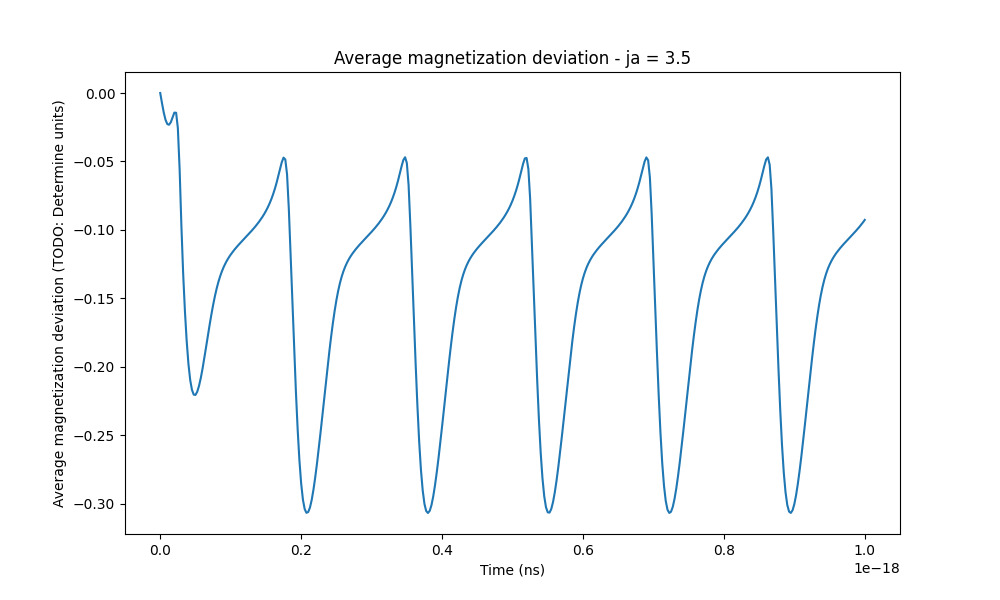 Average magnetization deviation - ja = 3.5
Average magnetization deviation (TODO: Determine units)
0.00
−0.05
−0.10
−0.15
−0.20
−0.25
−0.30
0.0 0.2 0.4 0.6 0.8 1.0
1e−18
Time (ns)